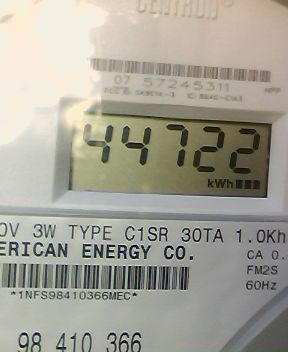 CENTRON®
07 57245311
44722
kWh
0V 3W TYPE C1SR 30TA 1.0Kh
ERICAN ENERGY CO.
CA 0.
FM2S
*1NFS98410366MEC*
60Hz
98 410 366